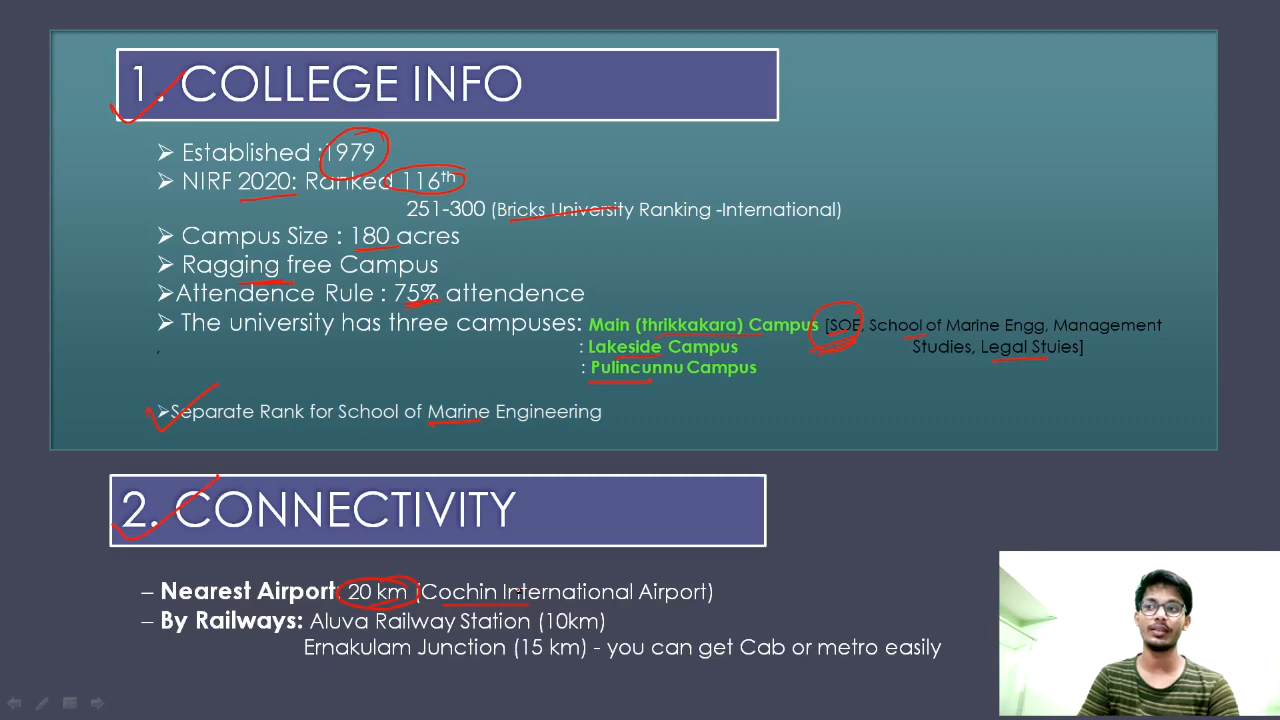 1. COLLEGE INFO
➢ Established :1979
➢ NIRF 2020: Ranked 116th
251-300 (Bricks University Ranking -International)
➢ Campus Size : 180 acres
➢ Ragging free Campus
➢Attendence Rule : 75% attendence
➢ The university has three campuses: Main (thrikkakara) Campus [SOE, School of Marine Engg, Management
, : Lakeside Campus Studies, Legal Stuies]
: Pulincunnu Campus
➢Separate Rank for School of Marine Engineering
2. CONNECTIVITY
– Nearest Airport: 20 km (Cochin International Airport)
– By Railways: Aluva Railway Station (10km)
Ernakulam Junction (15 km) - you can get Cab or metro easily